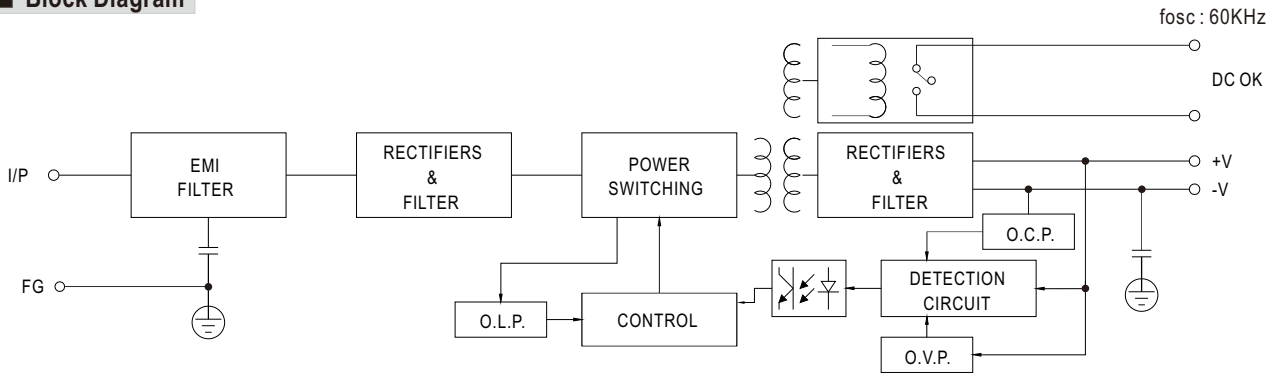 ■ Block Diagram
fosc : 60KHz
DC OK
I/P
EMI
FILTER
RECTIFIERS
&
FILTER
POWER
SWITCHING
RECTIFIERS
&
FILTER
+V
-V
O.C.P.
FG
O.L.P.
CONTROL
DETECTION
CIRCUIT
O.V.P.